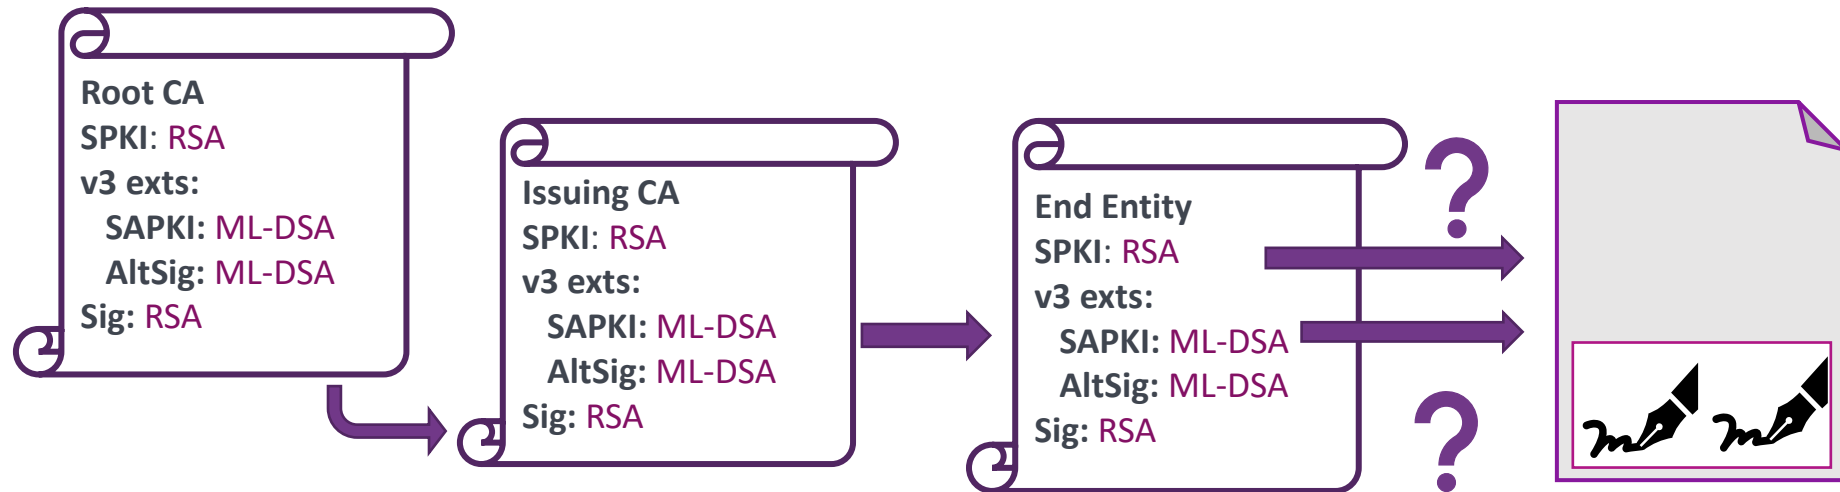 Root CA
SPKI: RSA
v3 exts:
SAPKI: ML-DSA
AltSig: ML-DSA
Sig: RSA
Issuing CA
SPKI: RSA
v3 exts:
SAPKI: ML-DSA
AltSig: ML-DSA
Sig: RSA
End Entity
SPKI: RSA
v3 exts:
SAPKI: ML-DSA
AltSig: ML-DSA
Sig: RSA
?
?